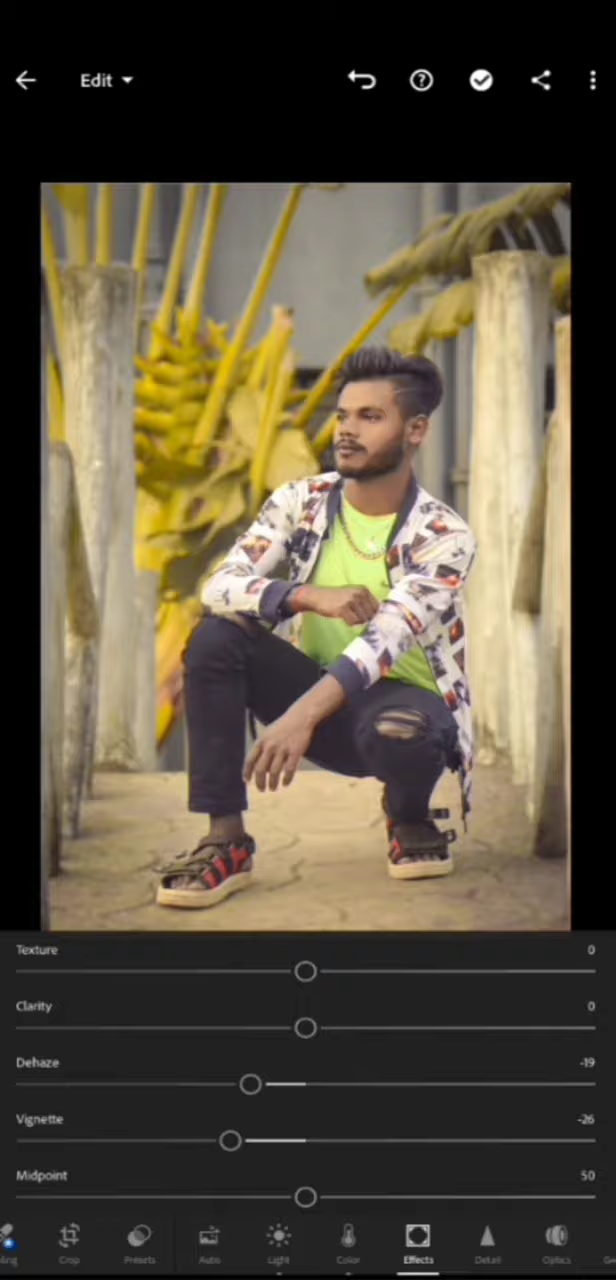 Edit
Texture 0
Clarity 0
Dehaze -19
Vignette -26
Midpoint 50
Crop Presets Auto Light Color Effects Detail Optics